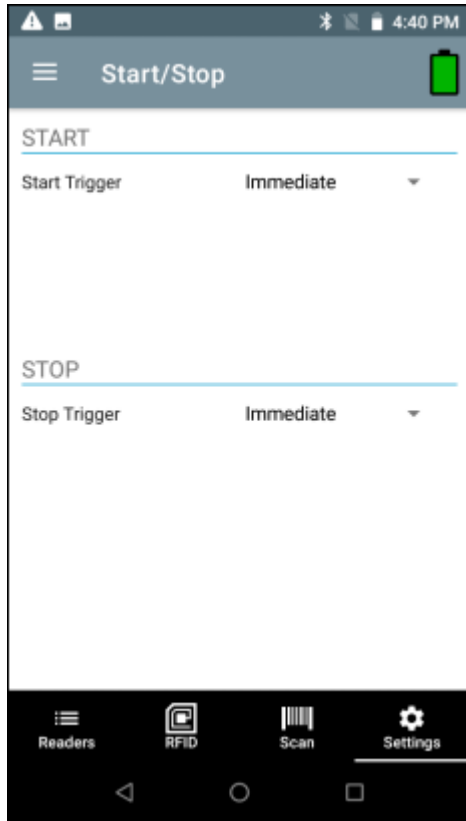 4:40 PM
Start/Stop
START
Start Trigger Immediate
STOP
Stop Trigger Immediate
Readers RFID Scan Settings